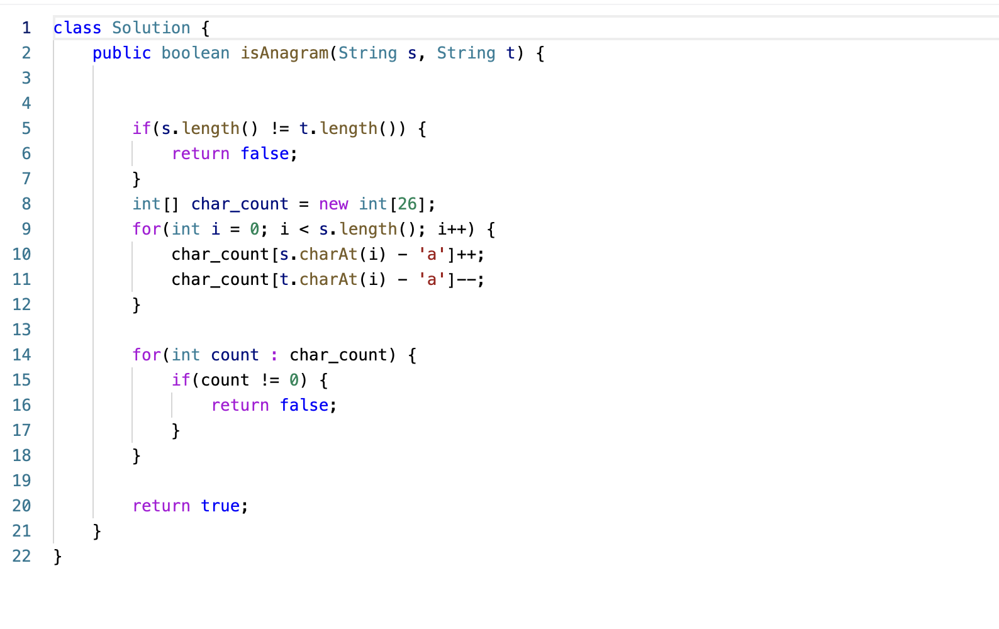 1 class Solution {
2     public boolean isAnagram(String s, String t) {
3
4
5         if(s.length() != t.length()) {
6             return false;
7         }
8         int[] char_count = new int[26];
9         for(int i = 0; i < s.length(); i++) {
10             char_count[s.charAt(i) - 'a']++;
11             char_count[t.charAt(i) - 'a']--;
12         }
13
14         for(int count : char_count) {
15             if(count != 0) {
16                 return false;
17             }
18         }
19
20         return true;
21     }
22 }